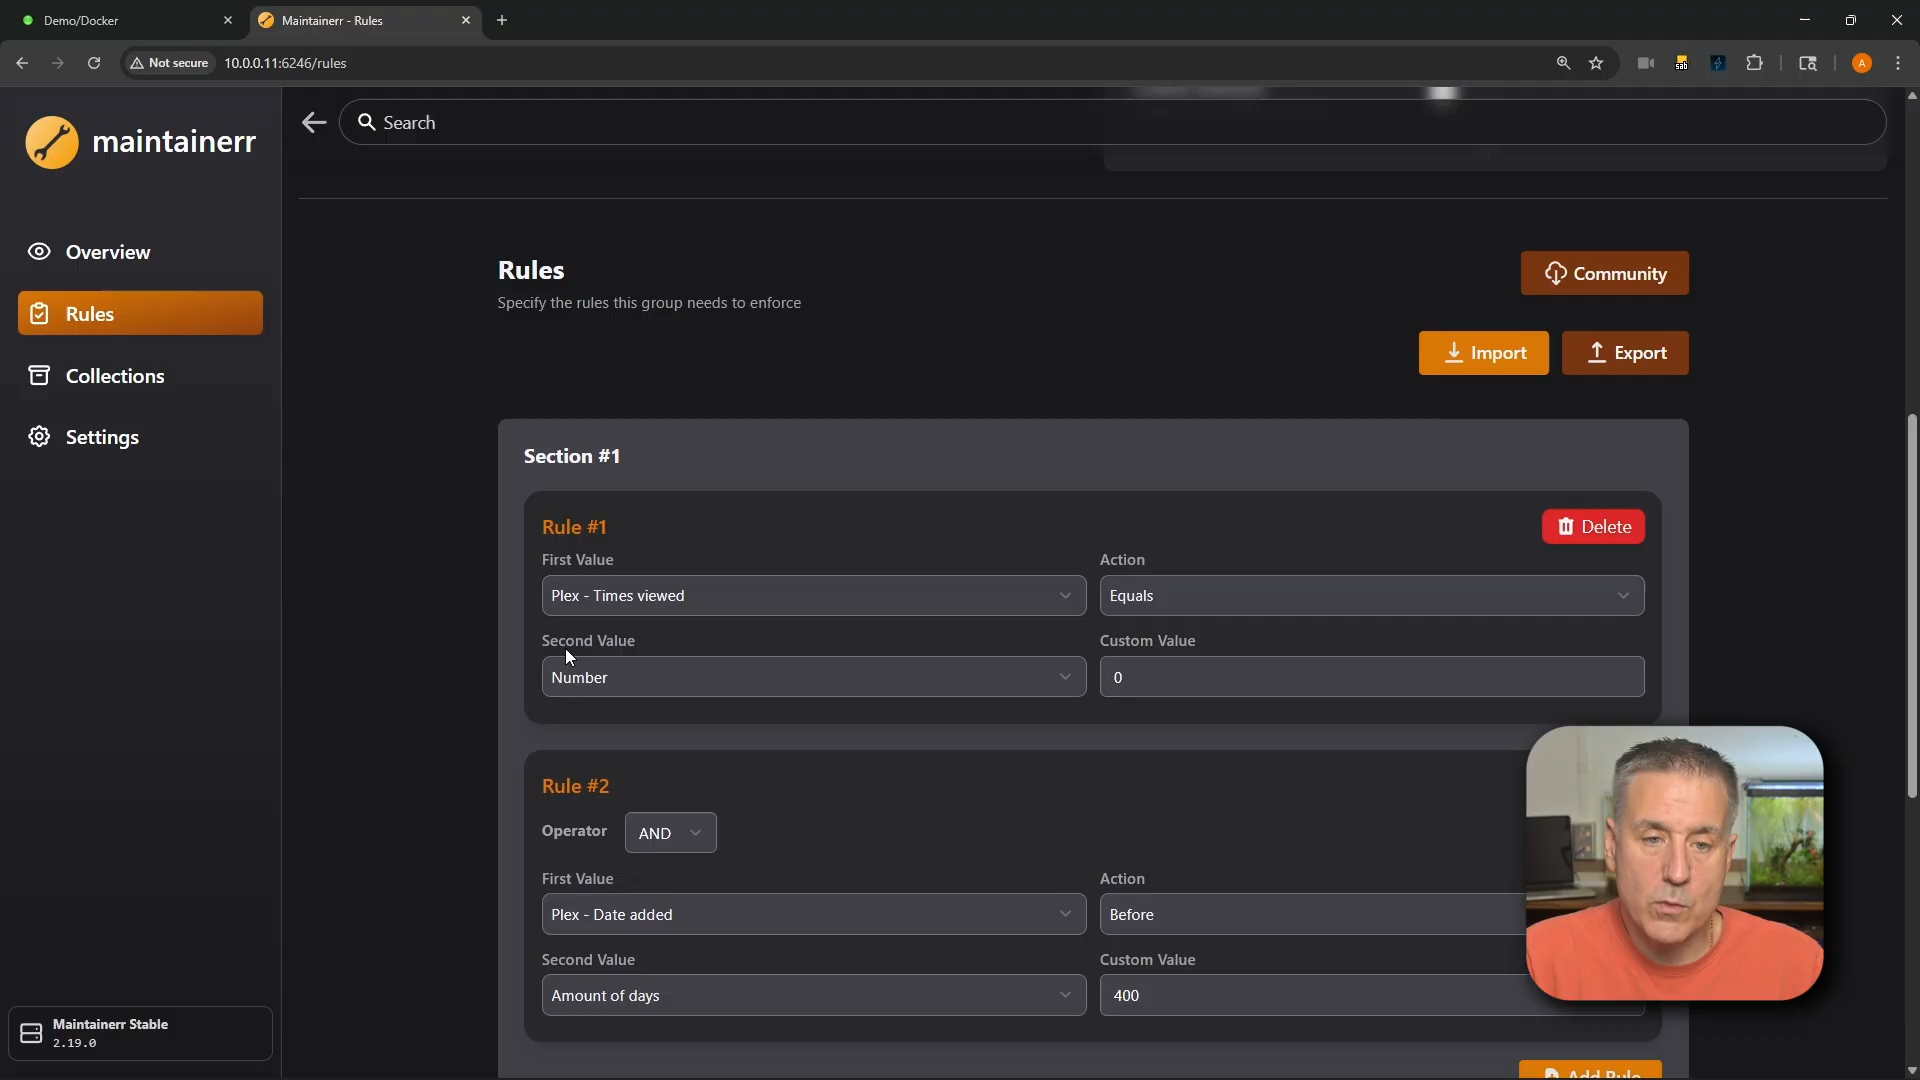 Demo/Docker
Maintainerr - Rules
Not secure
10.0.0.11:6246/rules
sab
A
maintainerr
Search
Overview
Rules
Collections
Settings
Maintainerr Stable
2.19.0
Rules
Specify the rules this group needs to enforce
Community
Import
Export
Section #1
Rule #1
Delete
First Value
Action
Plex - Times viewed
Equals
Second Value
Custom Value
Number
0
Rule #2
Operator
AND
First Value
Action
Plex - Date added
Before
Second Value
Custom Value
Amount of days
400
Add Rule